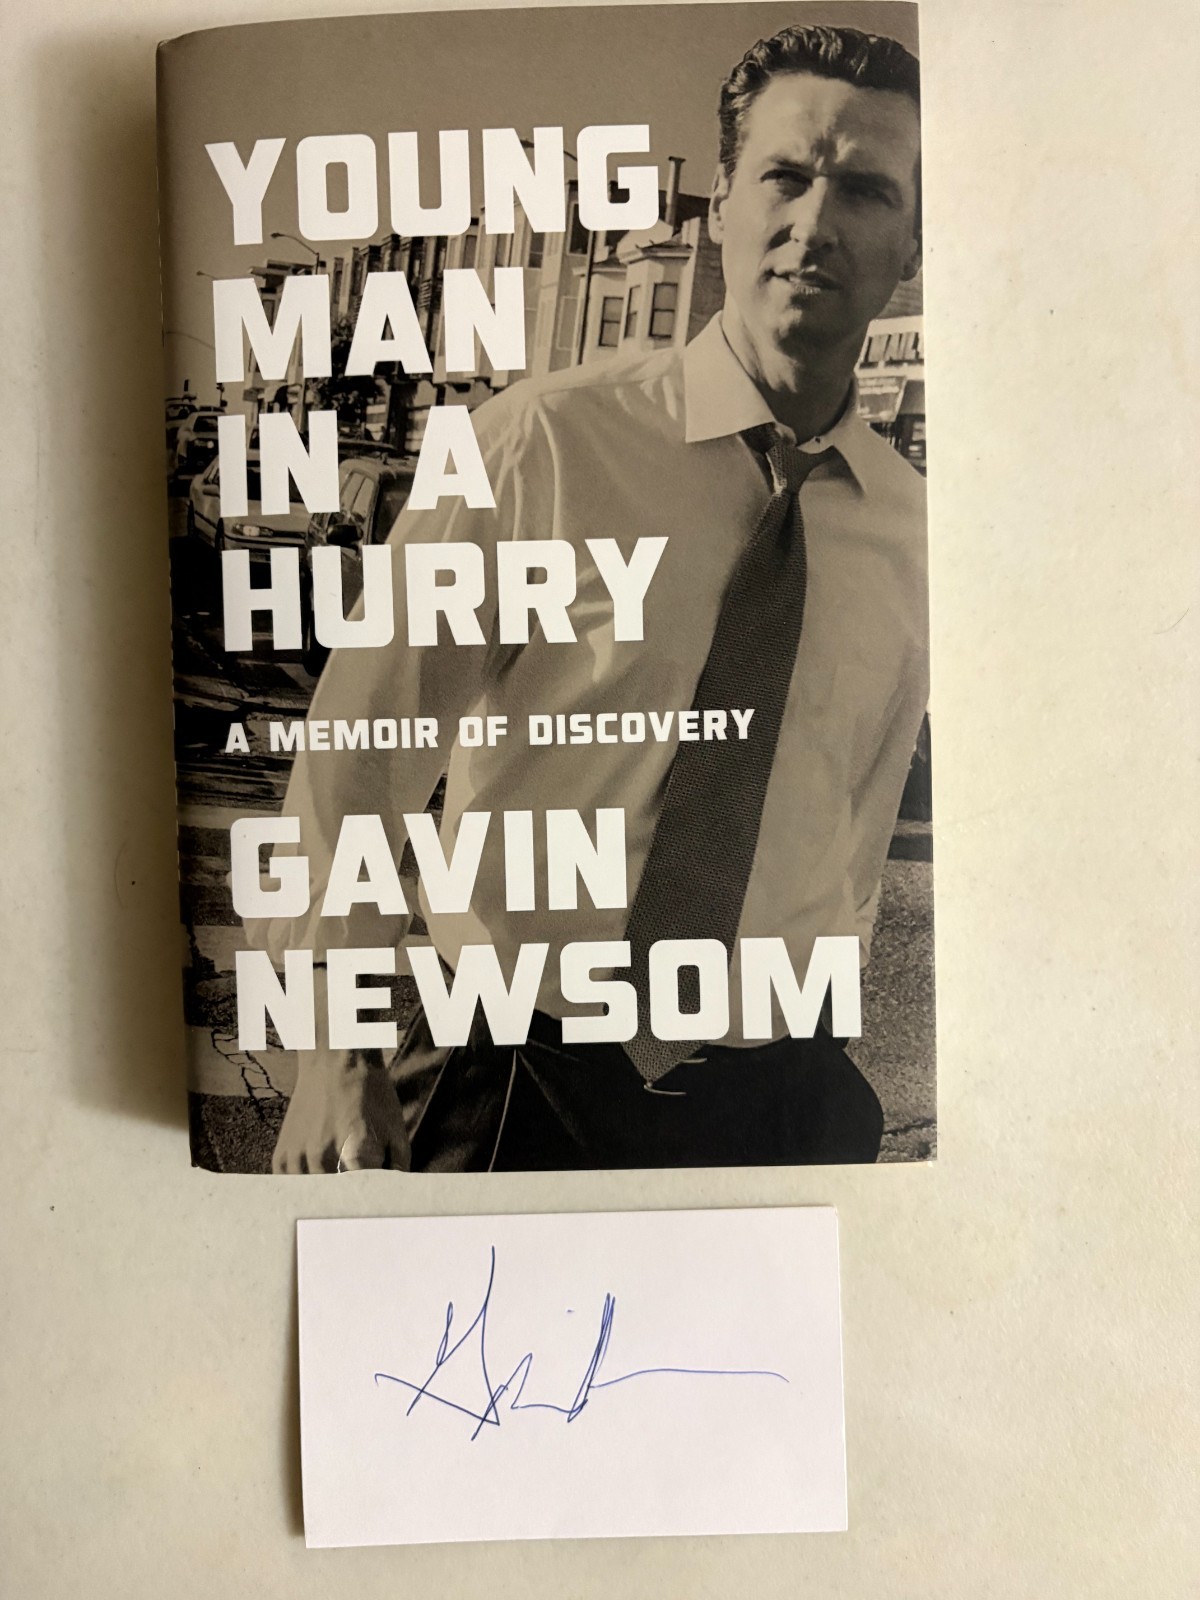 YOUNG
MAN
IN A
HURRY
A MEMOIR OF DISCOVERY
GAVIN
NEWSOM